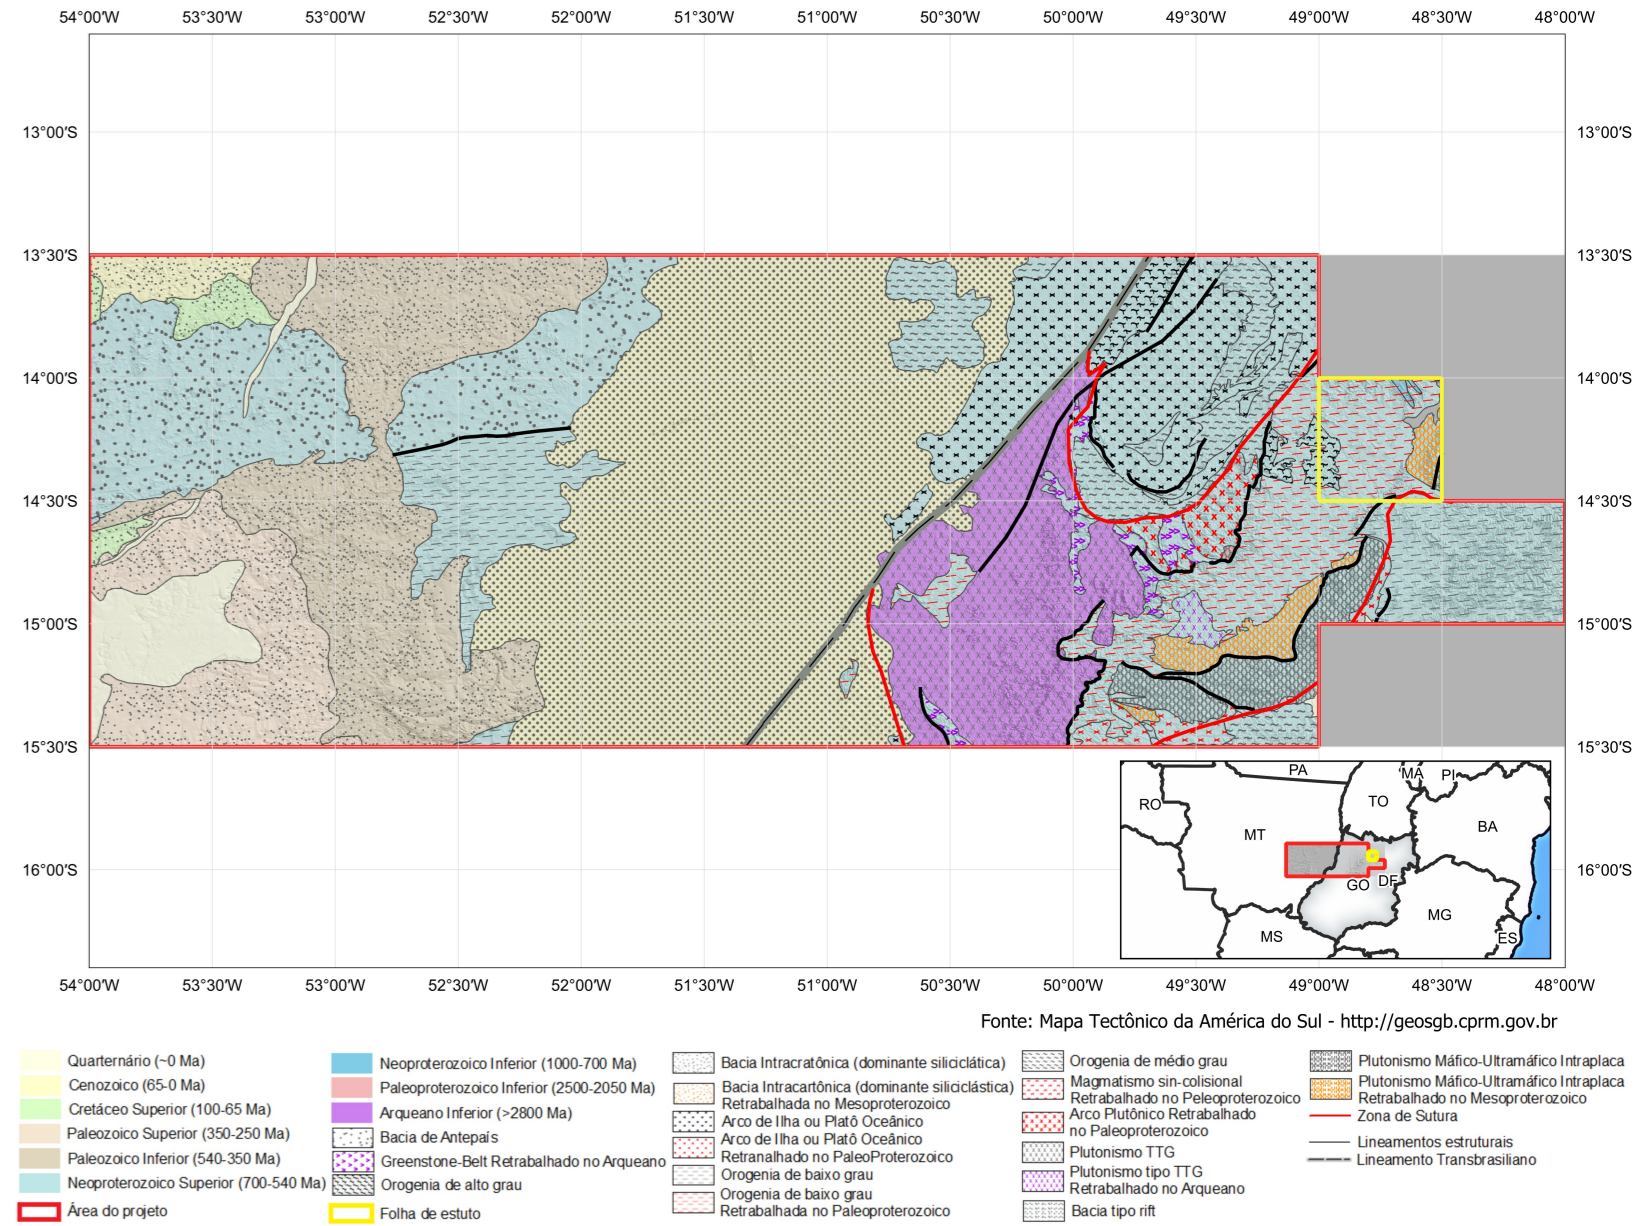 54°00′W 53°30′W 53°00′W 52°30′W 52°00′W 51°30′W 51°00′W 50°30′W 50°00′W 49°30′W 49°00′W 48°30′W 48°00′W
13°00′S 13°00′S
13°30′S 13°30′S
14°00′S 14°00′S
14°30′S 14°30′S
15°00′S 15°00′S
15°30′S 15°30′S
16°00′S 16°00′S
PA MA PI
RO TO
MT BA
GO DF
MS MG
ES
54°00′W 53°30′W 53°00′W 52°30′W 52°00′W 51°30′W 51°00′W 50°30′W 50°00′W 49°30′W 49°00′W 48°30′W 48°00′W
Fonte: Mapa Tectônico da América do Sul - http://geosgb.cprm.gov.br
Quarternário (~0 Ma)
Cenozoico (65-0 Ma)
Cretáceo Superior (100-65 Ma)
Paleozoico Superior (350-250 Ma)
Paleozoico Inferior (540-350 Ma)
Neoproterozoico Superior (700-540 Ma)
Área do projeto
Neoproterozoico Inferior (1000-700 Ma)
Paleoproterozoico Inferior (2500-2050 Ma)
Arqueano Inferior (>2800 Ma)
Bacia de Antepaís
Greenstone-Belt Retrabalhado no Arqueano
Orogenia de alto grau
Folha de estuto
Bacia Intracratônica (dominante siliciclática)
Bacia Intracartônica (dominante siliciclástica)
Retrabalhada no Mesoproterozoico
Arco de Ilha ou Platô Oceânico
Arco de Ilha ou Platô Oceânico
Retranalhado no PaleoProterozoico
Orogenia de baixo grau
Orogenia de baixo grau
Retrabalhada no Paleoproterozoico
Orogenia de médio grau
Magmatismo sin-colisional
Retrabalhado no Peleoproterozoico
Arco Plutônico Retrabalhado
no Paleoproterozoico
Plutonismo TTG
Plutonismo tipo TTG
Retrabalhado no Arqueano
Bacia tipo rift
Plutonismo Máfico-Ultramáfico Intraplaca
Plutonismo Máfico-Ultramáfico Intraplaca
Retrabalhado no Mesoproterozoico
Zona de Sutura
Lineamentos estruturais
Lineamento Transbrasiliano